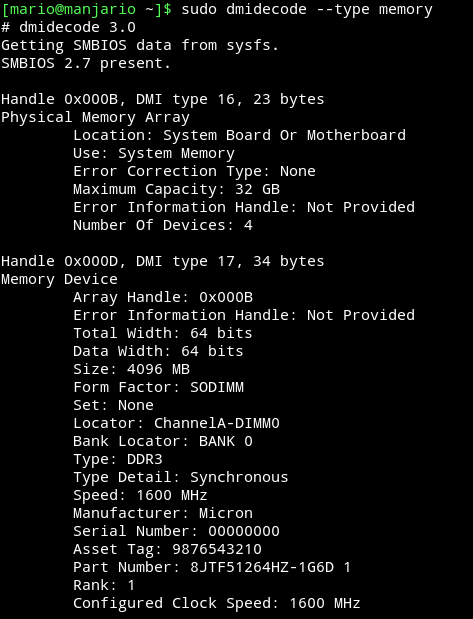 [mario@manjario ~]$ sudo dmidecode --type memory
# dmidecode 3.0
Getting SMBIOS data from sysfs.
SMBIOS 2.7 present.

Handle 0x000B, DMI type 16, 23 bytes
Physical Memory Array
        Location: System Board Or Motherboard
        Use: System Memory
        Error Correction Type: None
        Maximum Capacity: 32 GB
        Error Information Handle: Not Provided
        Number Of Devices: 4

Handle 0x000D, DMI type 17, 34 bytes
Memory Device
        Array Handle: 0x000B
        Error Information Handle: Not Provided
        Total Width: 64 bits
        Data Width: 64 bits
        Size: 4096 MB
        Form Factor: SODIMM
        Set: None
        Locator: ChannelA-DIMM0
        Bank Locator: BANK 0
        Type: DDR3
        Type Detail: Synchronous
        Speed: 1600 MHz
        Manufacturer: Micron
        Serial Number: 00000000
        Asset Tag: 9876543210
        Part Number: 8JTF51264HZ-1G6D 1
        Rank: 1
        Configured Clock Speed: 1600 MHz